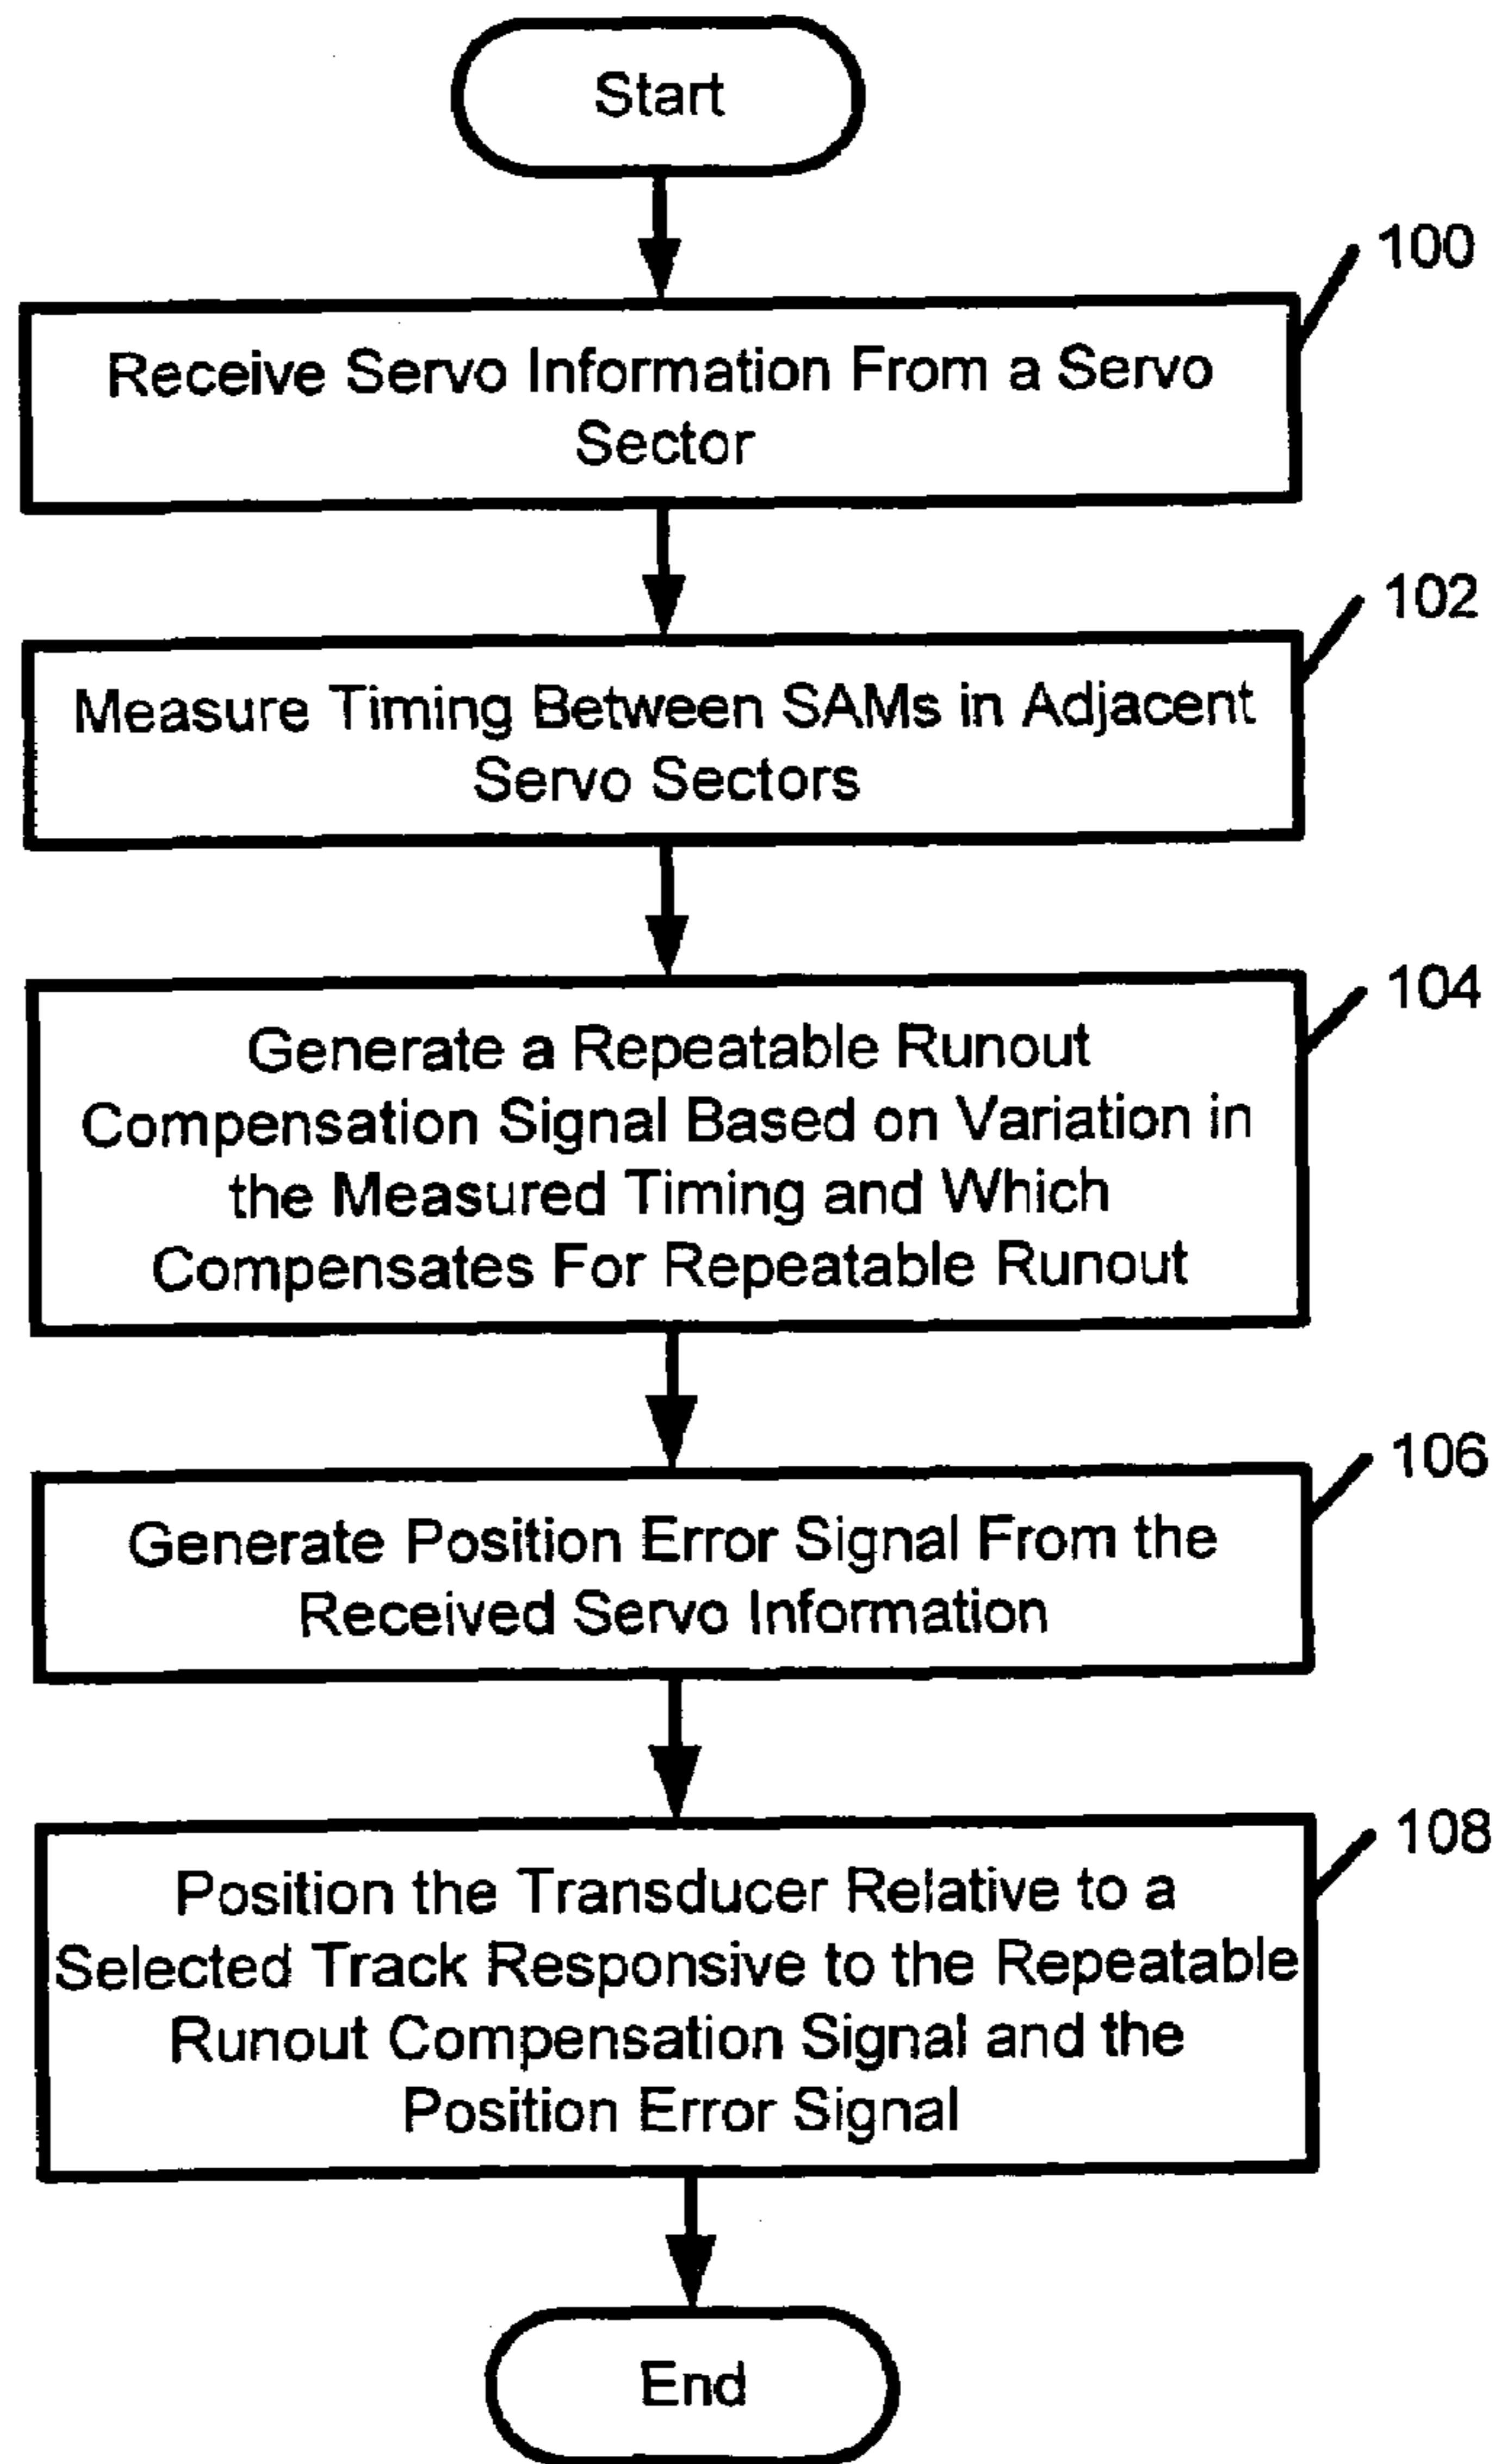 Start
100
Receive Servo Information From a Servo
Sector
102
Measure Timing Between SAMs in Adjacent
Servo Sectors
104
Generate a Repeatable Runout
Compensation Signal Based on Variation in
the Measured Timing and Which
Compensates For Repeatable Runout
106
Generate Position Error Signal From the
Received Servo Information
108
Position the Transducer Relative to a
Selected Track Responsive to the Repeatable
Runout Compensation Signal and the
Position Error Signal
End